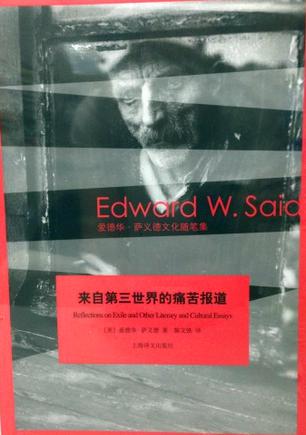 Edward W. Said
爱德华·萨义德文化随笔集
来自第三世界的痛苦报道
Reflections on Exile and Other Literary and Cultural Essays
[美] 爱德华·萨义德 著 陈文铁 译
上海译文出版社